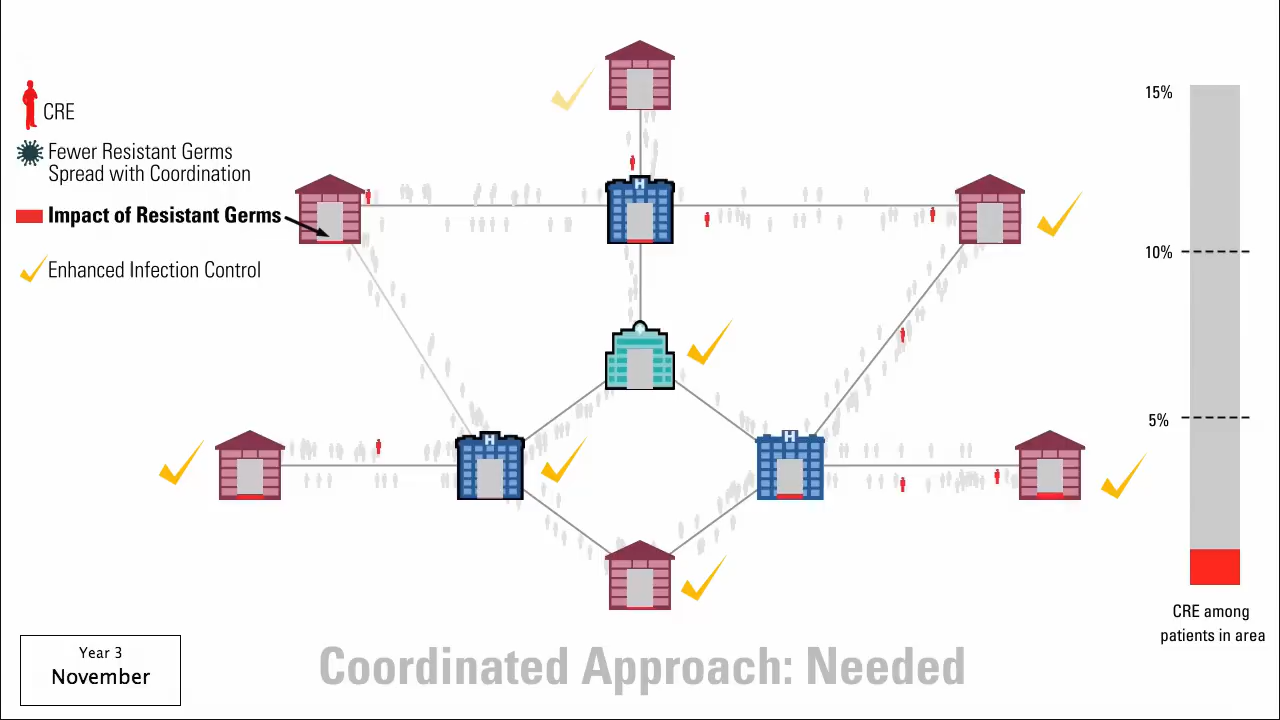 CRE
Fewer Resistant Germs
Spread with Coordination
Impact of Resistant Germs
Enhanced Infection Control
H
H
H
15%
10%
5%
CRE among
patients in area
Year 3
November
Coordinated Approach: Needed